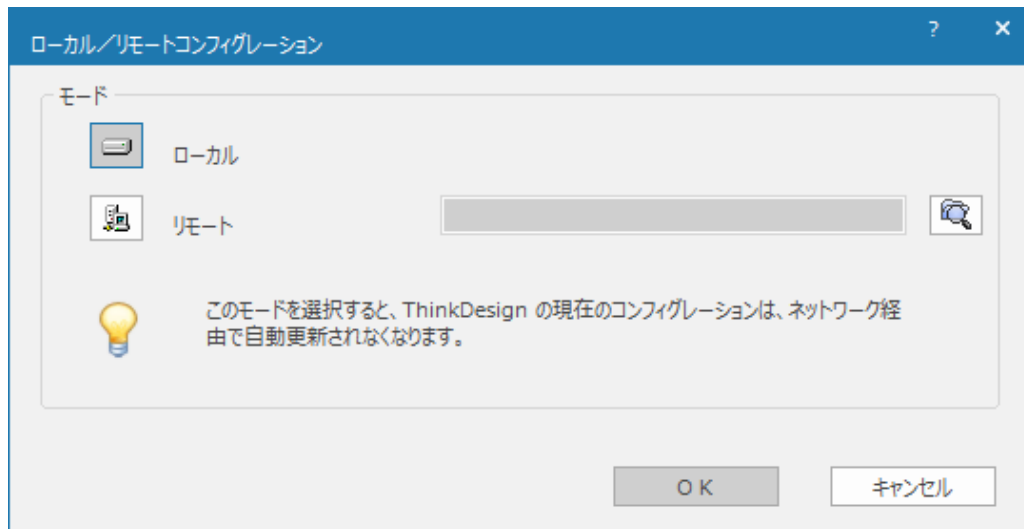 ローカル／リモートコンフィグレーション
?
×
モード
ローカル
リモート
このモードを選択すると、ThinkDesign の現在のコンフィグレーションは、ネットワーク経
由で自動更新されなくなります。
OK
キャンセル